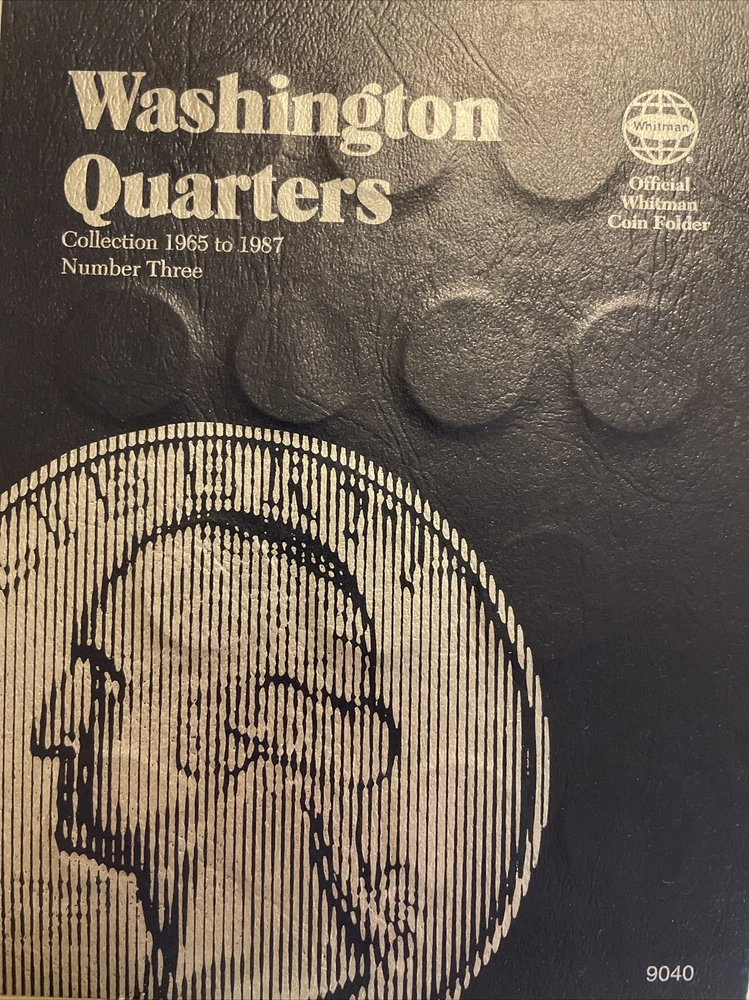 Washington
Quarters
Collection 1965 to 1987
Number Three
Whitman
Official
Whitman
Coin Folder
9040